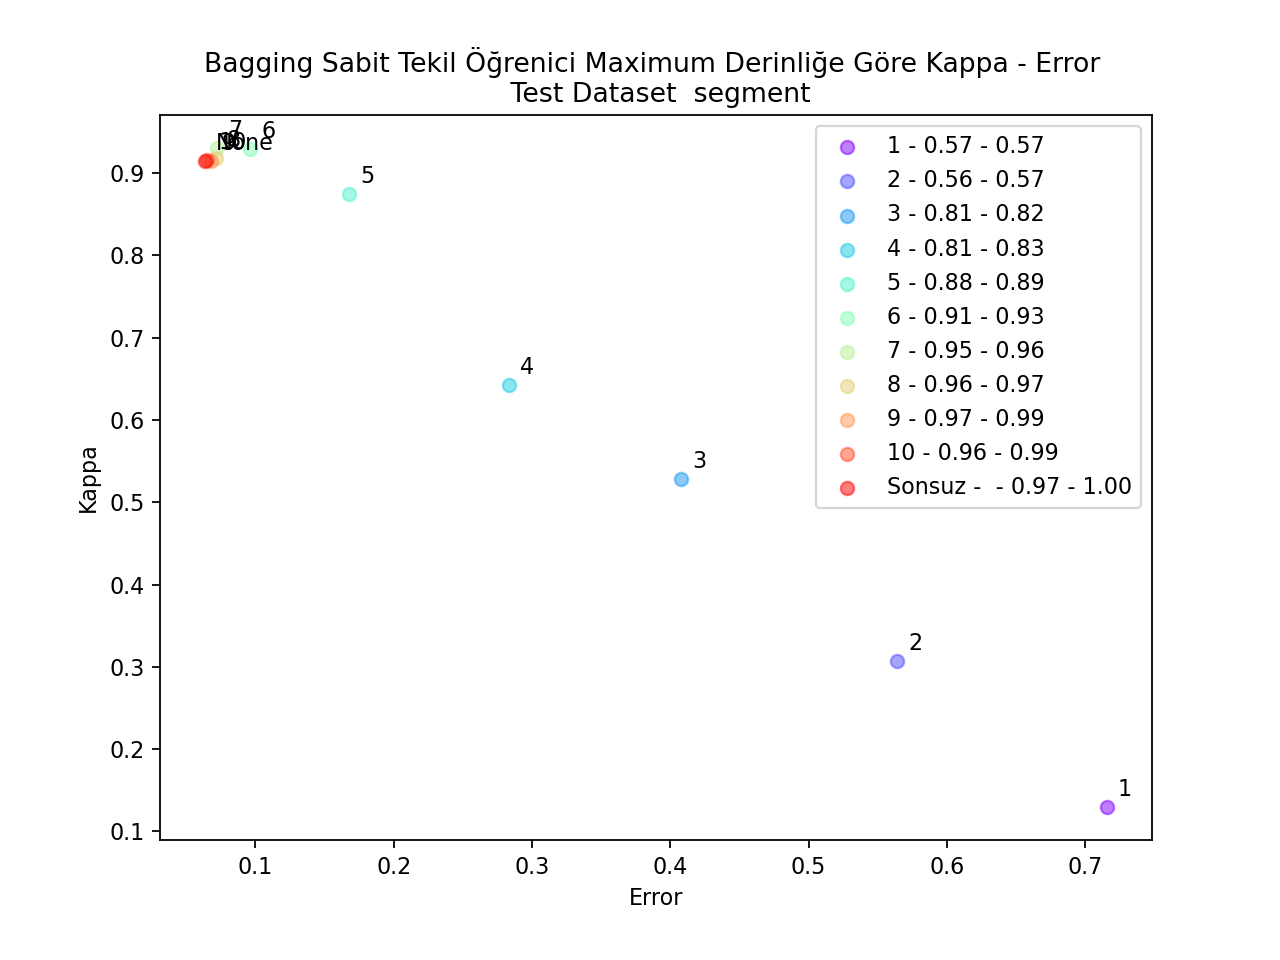 Bagging Sabit Tekil Öğrenici Maximum Derinliğe Göre Kappa - Error
Test Dataset  segment
Kappa
0.9
0.8
0.7
0.6
0.5
0.4
0.3
0.2
0.1
7
6
None
5
4
3
2
1
1 - 0.57 - 0.57
2 - 0.56 - 0.57
3 - 0.81 - 0.82
4 - 0.81 - 0.83
5 - 0.88 - 0.89
6 - 0.91 - 0.93
7 - 0.95 - 0.96
8 - 0.96 - 0.97
9 - 0.97 - 0.99
10 - 0.96 - 0.99
Sonsuz -  - 0.97 - 1.00
0.1 0.2 0.3 0.4 0.5 0.6 0.7
Error